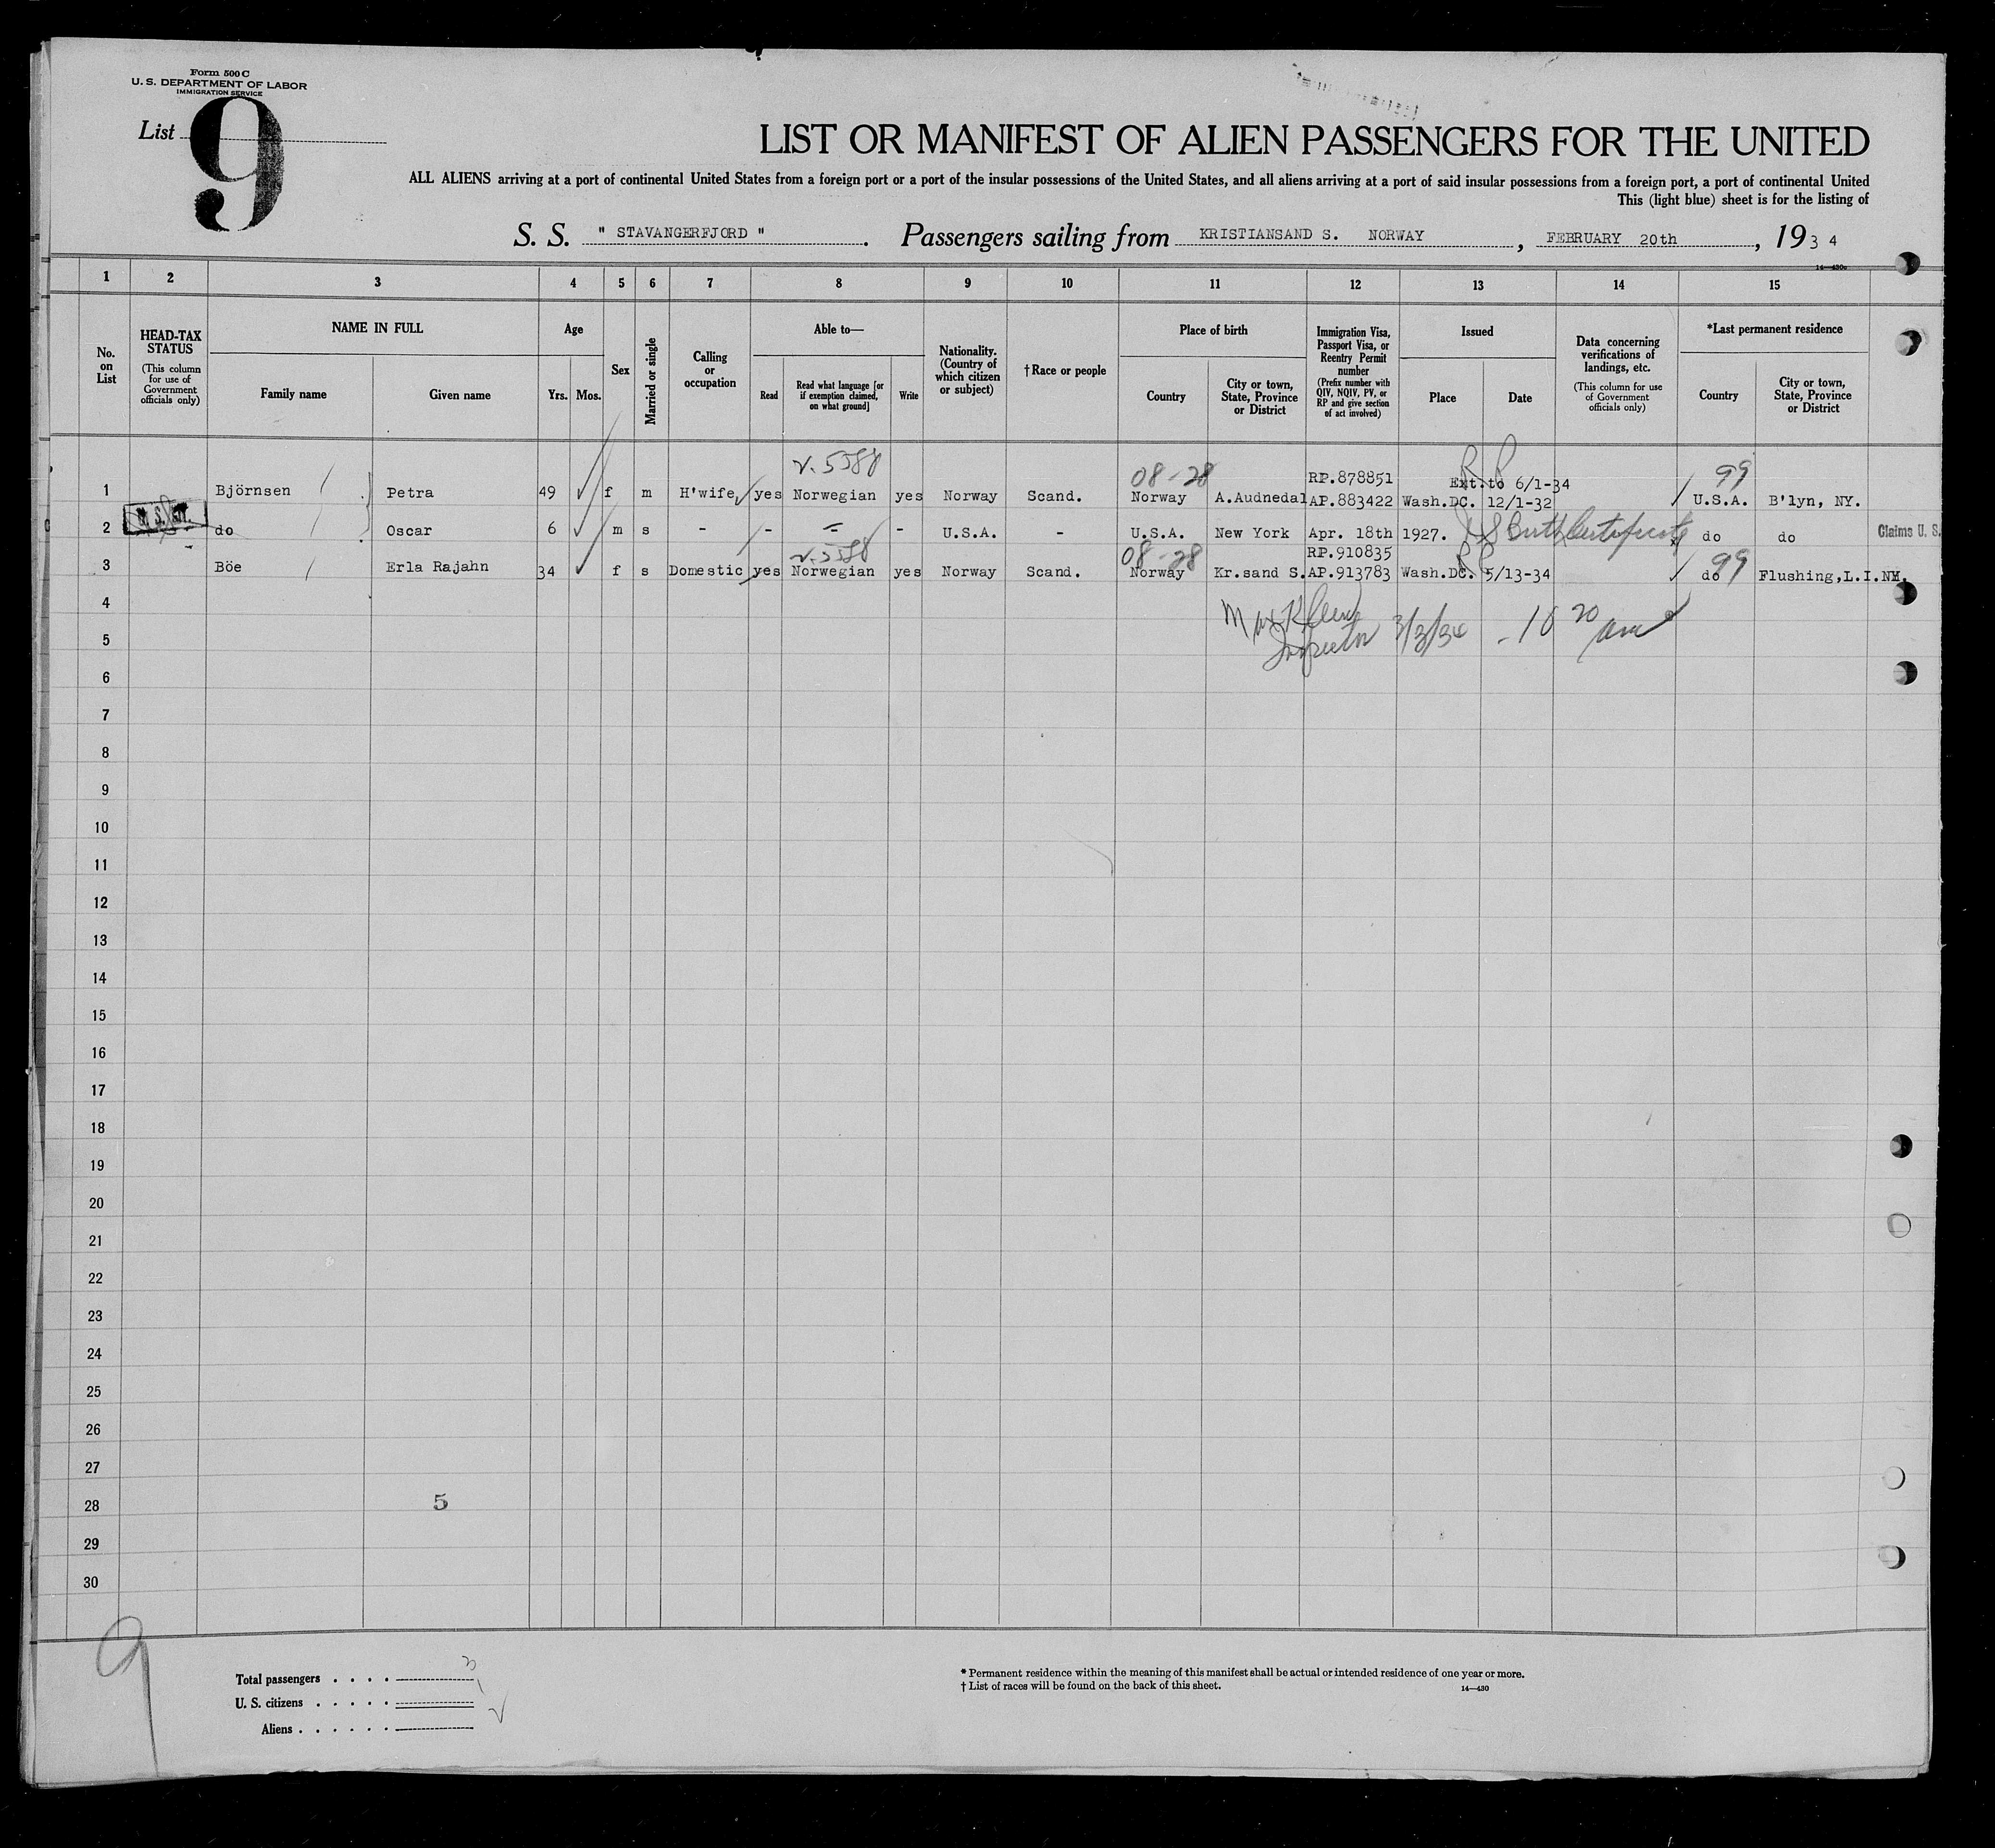 Form 500 C
U. S. DEPARTMENT OF LABOR
IMMIGRATION SERVICE
List 9
LIST OR MANIFEST OF ALIEN PASSENGERS FOR THE UNITED
ALL ALIENS arriving at a port of continental United States from a foreign port or a port of the insular possessions of the United States, and all aliens arriving at a port of said insular possessions from a foreign port, a port of continental United
This (light blue) sheet is for the listing of
S. S. " STAVANGERFJORD " . Passengers sailing from KRISTIANSAND S. NORWAY , FEBRUARY 20th , 1934
14—430c
1 2 3 4 5 6 7 8 9 10 11 12 13 14 15
No. on List
HEAD-TAX STATUS
(This column for use of Government officials only)
NAME IN FULL
Family name
Given name
Age
Yrs.
Mos.
Sex
Married or single
Calling or occupation
Able to—
Read
Read what language [or if exemption claimed, on what ground]
Write
Nationality. (Country of which citizen or subject)
†Race or people
Place of birth
Country
City or town, State, Province or District
Immigration Visa, Passport Visa, or Reentry Permit number
(Prefix number with QIV, NQIV, PV, or RP and give section of act involved)
Issued
Place
Date
Data concerning verifications of landings, etc.
(This column for use of Government officials only)
*Last permanent residence
Country
City or town, State, Province or District
08-28 RP.878851 Ext.to 6/1-34 99
1 Björnsen Petra 49 f m H'wife yes Norwegian yes Norway Scand. Norway A.Audnedal AP.883422 Wash.DC. 12/1-32 U.S.A. B'lyn, NY.
2 do Oscar 6 m s - - - - U.S.A. - U.S.A. New York Apr. 18th 1927. US Birth Certificate do do Claims U. S.
08-28 RP.910835 99
3 Böe Erla Rajahn 34 f s Domestic yes Norwegian yes Norway Scand. Norway Kr.sand S. AP.913783 Wash.DC. 5/13-34 do Flushing,L.I.NY.
4
Max Klein 3/3/34 - 10 20 am
5
Inspector
6
7
8
9
10
11
12
13
14
15
16
17
18
19
20
21
22
23
24
25
26
27
28 5
29
30
9
Total passengers . . . . 3
U. S. citizens . . . . . 1
Aliens . . . . . .
* Permanent residence within the meaning of this manifest shall be actual or intended residence of one year or more.
† List of races will be found on the back of this sheet.
14—430